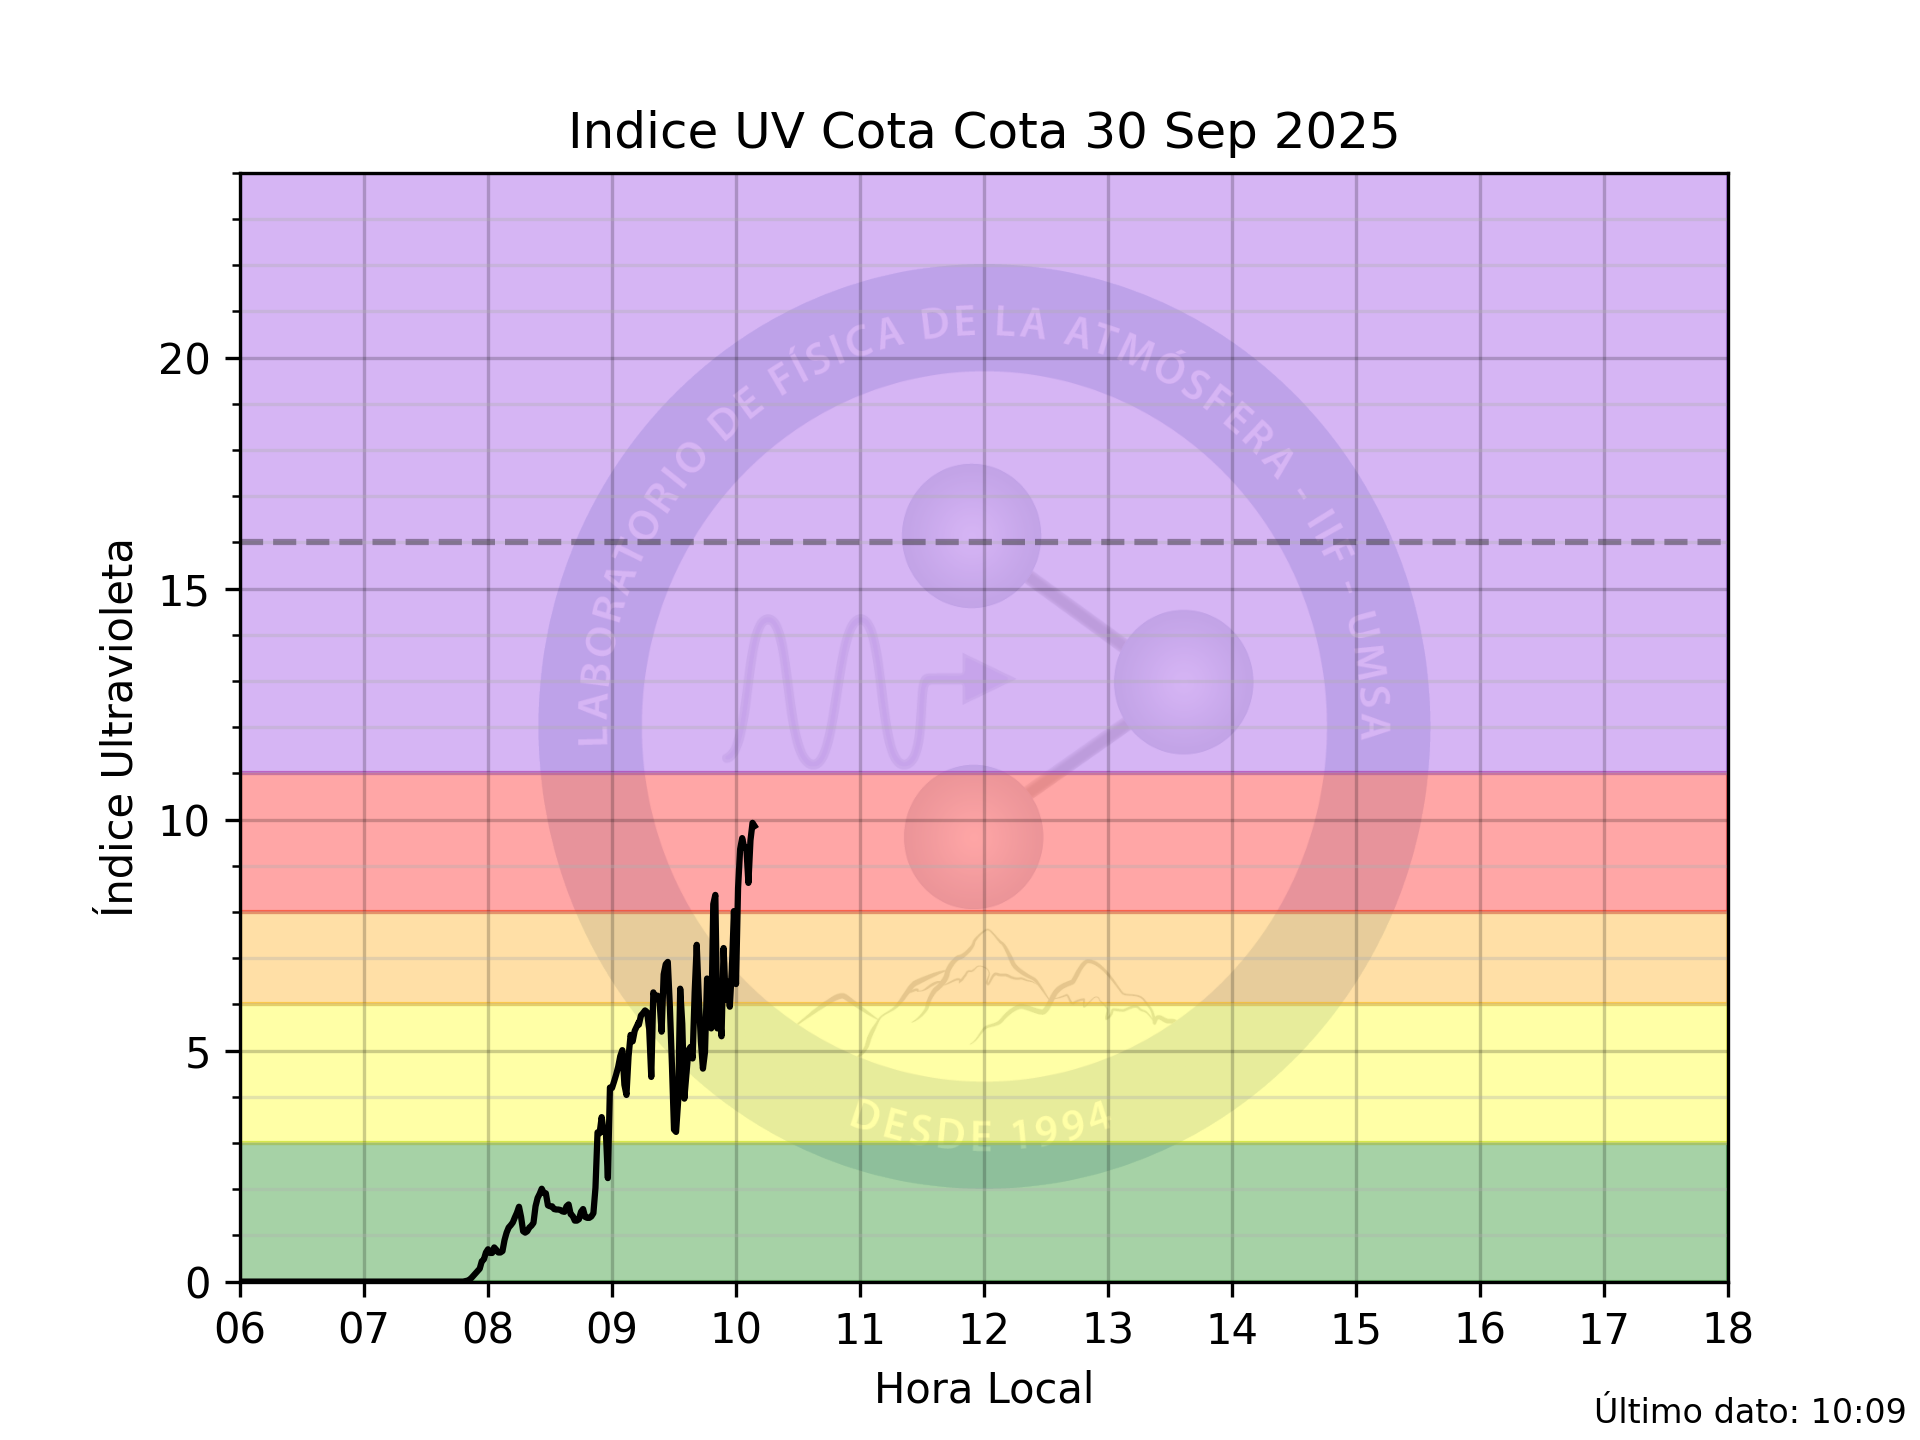 Indice UV Cota Cota 30 Sep 2025
LABORATORIO DE FÍSICA DE LA ATMÓSFERA - IIF - UMSA
20
15
10
5
0
Índice Ultravioleta
DESDE 1994
06 07 08 09 10 11 12 13 14 15 16 17 18
Hora Local
Último dato: 10:09